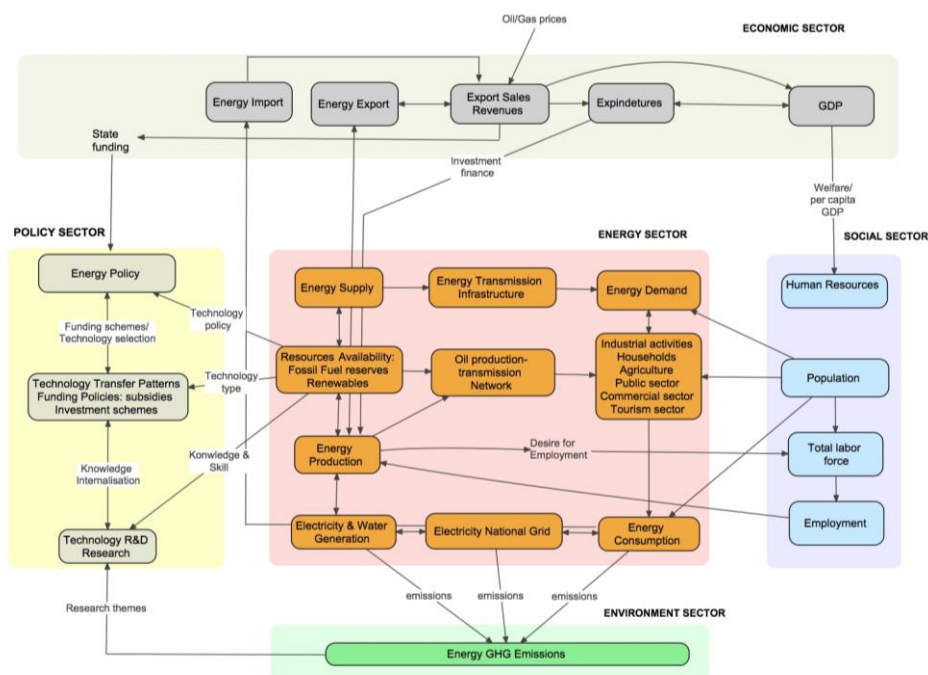 Oil/Gas prices
ECONOMIC SECTOR
Energy Import
Energy Export
Export Sales
Revenues
Expindetures
GDP
State
funding
Investment
finance
Welfare/
per capita
GDP
POLICY SECTOR
ENERGY SECTOR
SOCIAL SECTOR
Energy Policy
Energy Supply
Energy Transmission
Infrastructure
Energy Demand
Human Resources
Funding schemes/
Technology selection
Technology
policy
Resources Availability:
Fossil Fuel reserves
Renewables
Oil production-
transmission
Network
Industrial activities
Households
Agriculture
Public sector
Commercial sector
Tourism sector
Population
Technology Transfer Patterns
Funding Policies: subsidies
Investment schemes
Technology
type
Knowledge
Internalisation
Konwledge &
Skill
Energy
Production
Desire for
Employment
Total labor
force
Technology R&D
Research
Electricity & Water
Generation
Electricity National Grid
Energy
Consumption
Employment
Research themes
emissions
emissions
emissions
ENVIRONMENT SECTOR
Energy GHG Emissions